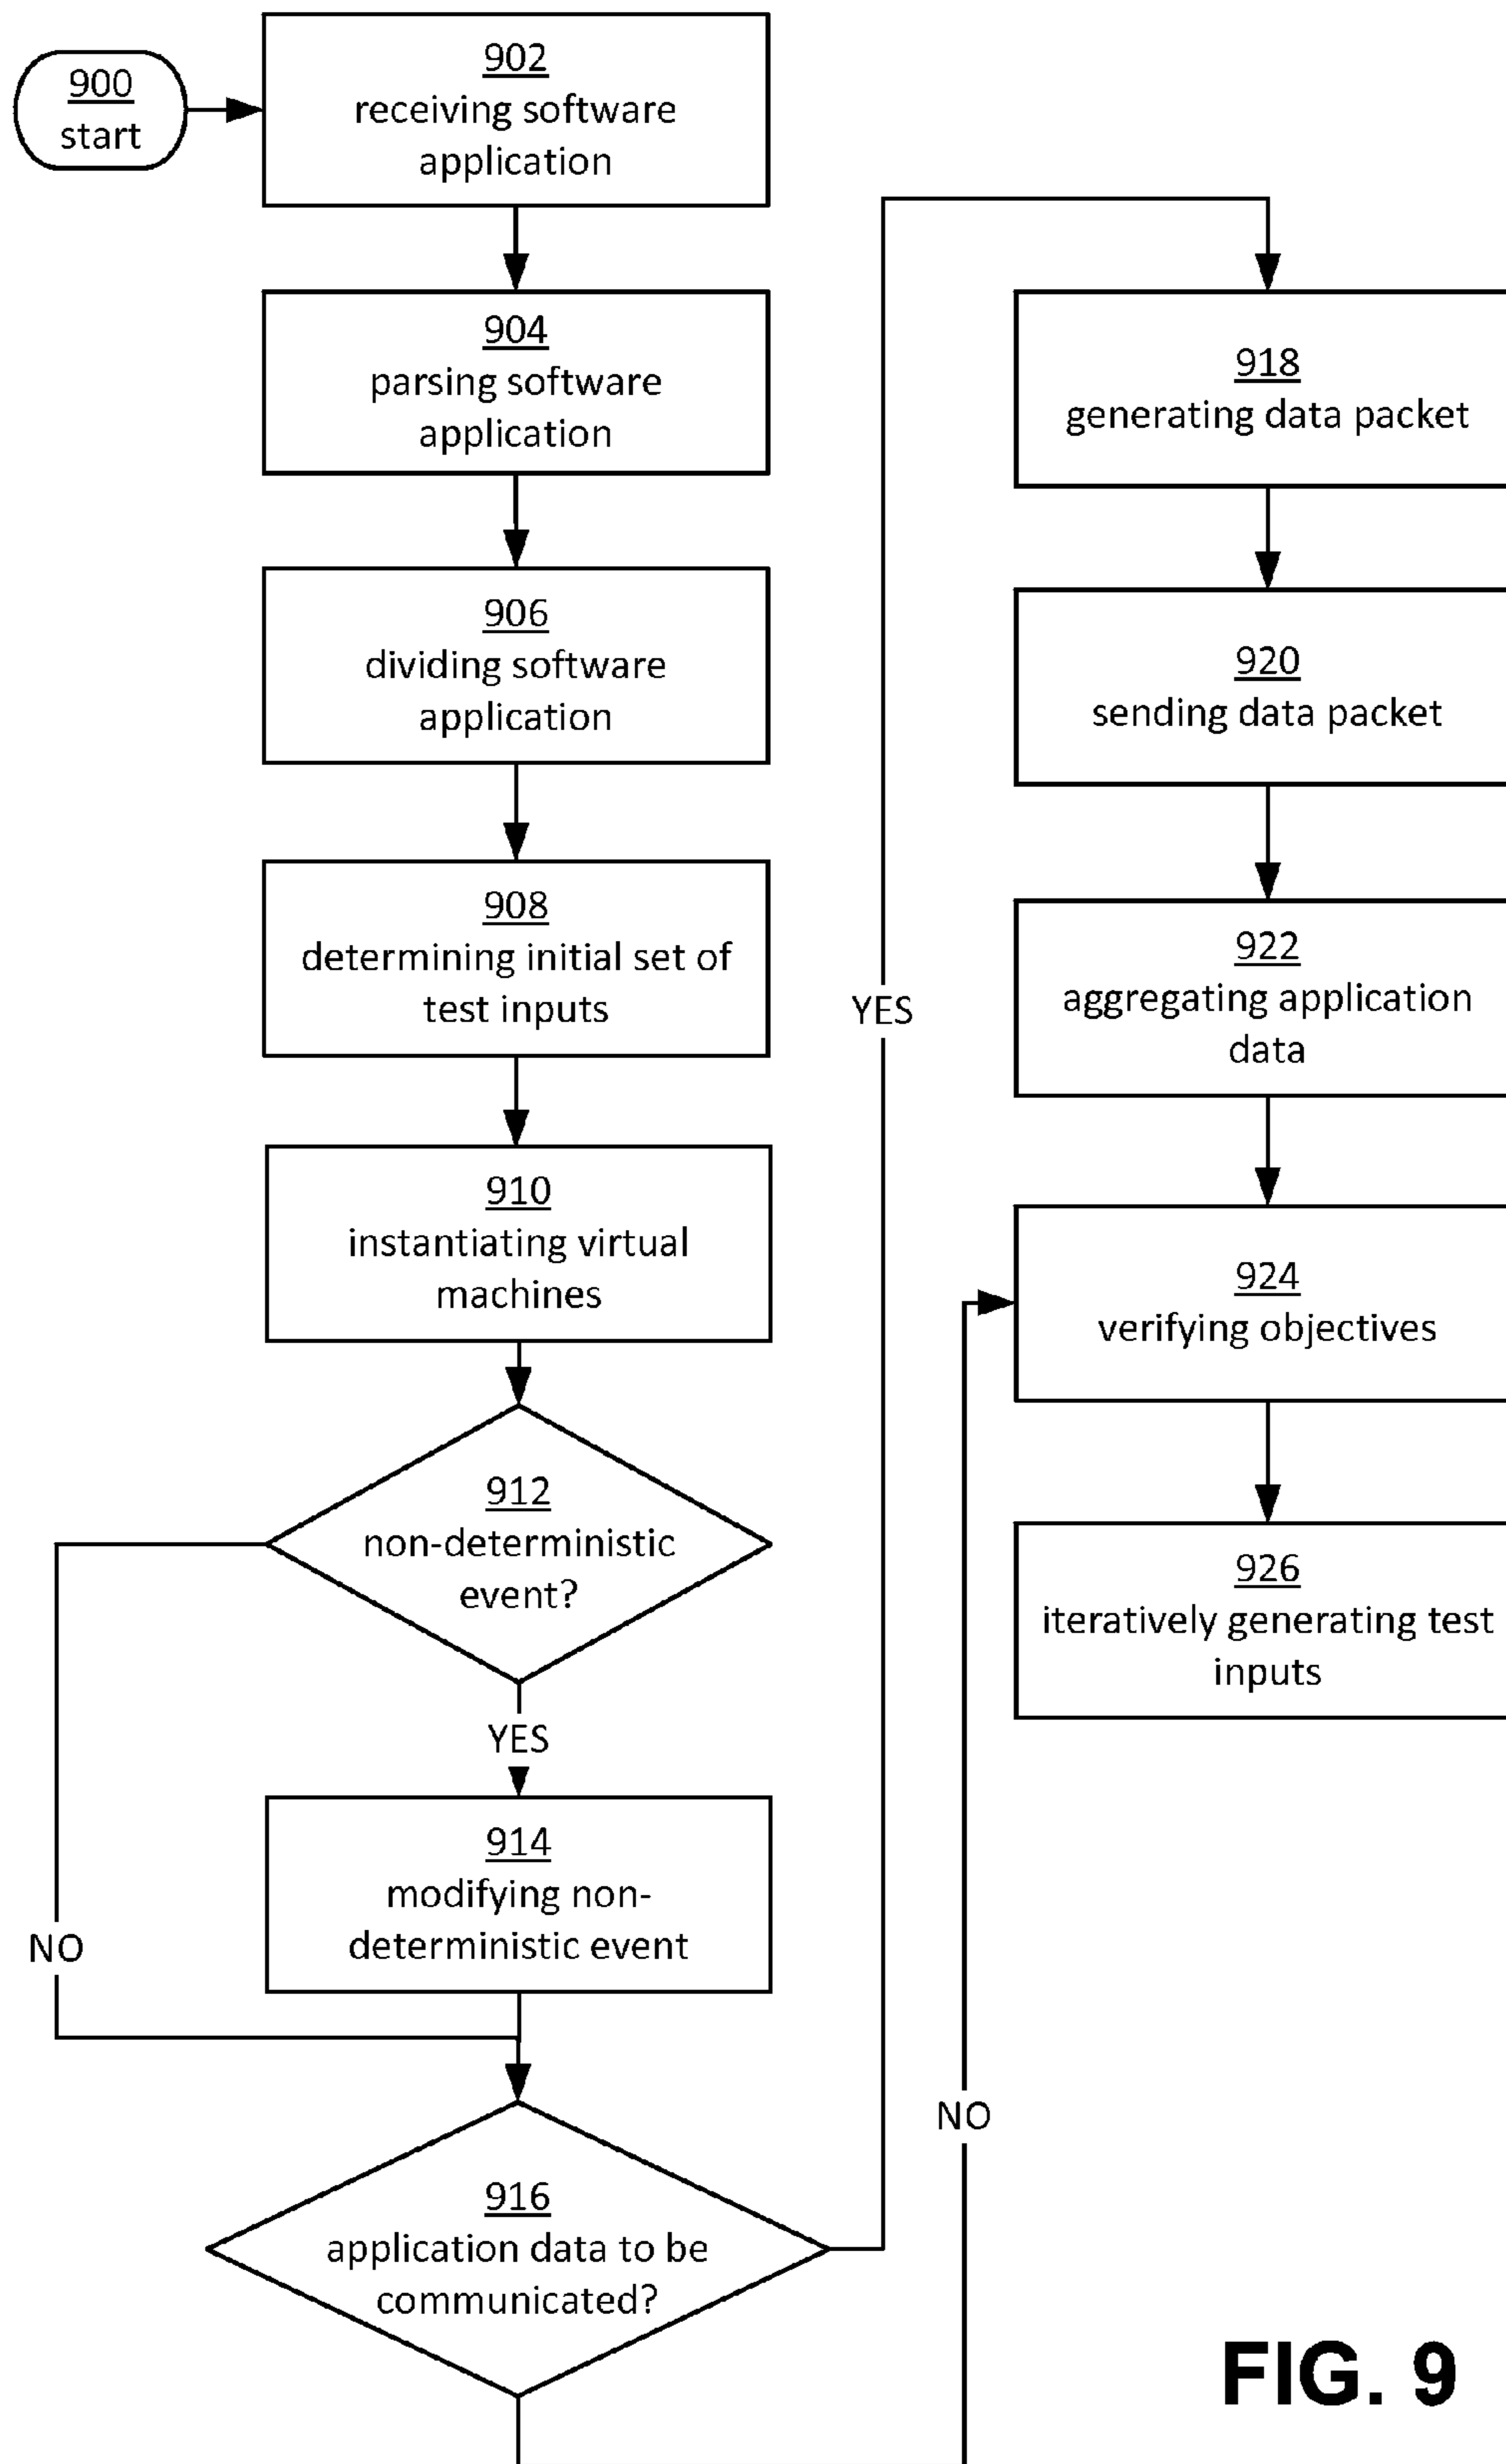 900
start
902
receiving software
application
904
parsing software
application
906
dividing software
application
908
determining initial set of
test inputs
910
instantiating virtual
machines
912
non-deterministic
event?
YES
NO
914
modifying non-
deterministic event
916
application data to be
communicated?
YES
NO
918
generating data packet
920
sending data packet
922
aggregating application
data
924
verifying objectives
926
iteratively generating test
inputs
FIG. 9